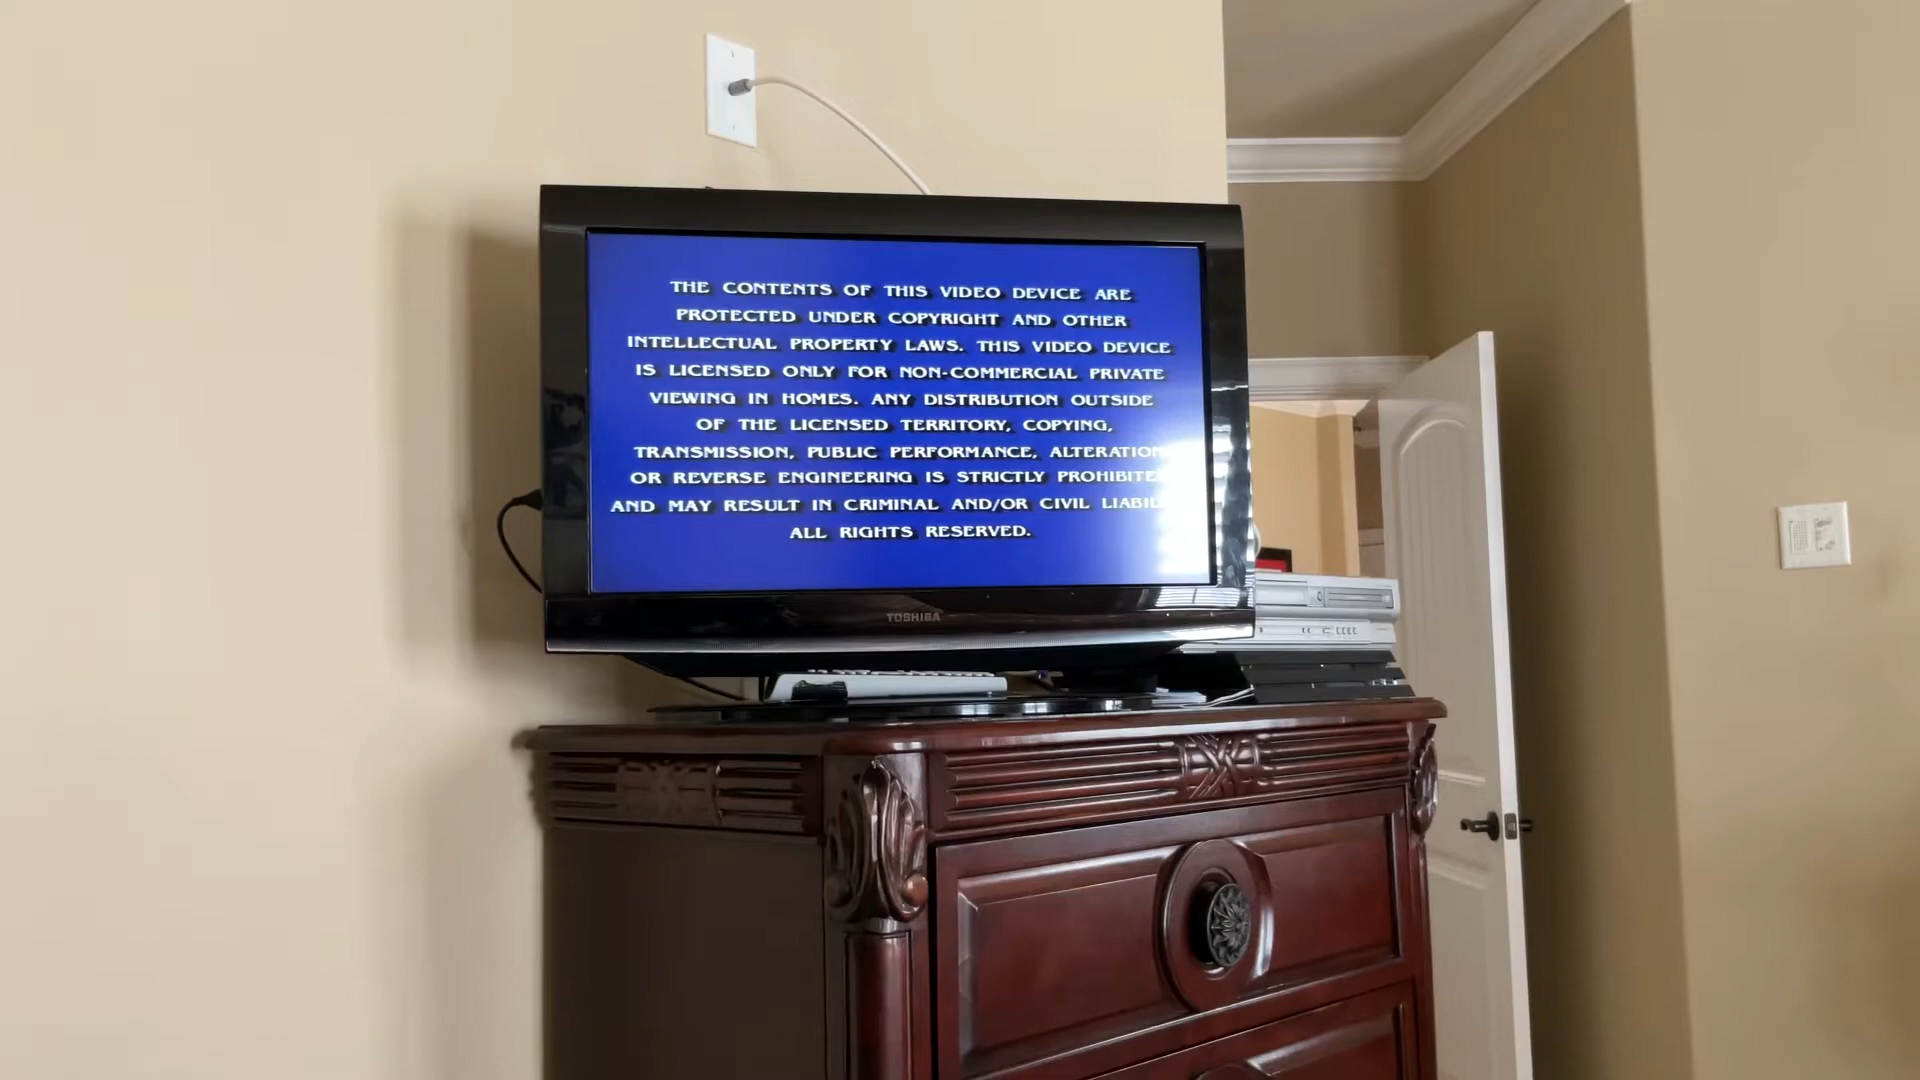 THE CONTENTS OF THIS VIDEO DEVICE ARE
PROTECTED UNDER COPYRIGHT AND OTHER
INTELLECTUAL PROPERTY LAWS. THIS VIDEO DEVICE
IS LICENSED ONLY FOR NON-COMMERCIAL PRIVATE
VIEWING IN HOMES. ANY DISTRIBUTION OUTSIDE
OF THE LICENSED TERRITORY, COPYING,
TRANSMISSION, PUBLIC PERFORMANCE, ALTERATION
OR REVERSE ENGINEERING IS STRICTLY PROHIBITED
AND MAY RESULT IN CRIMINAL AND/OR CIVIL
ALL RIGHTS RESERVED.
TOSHIBA